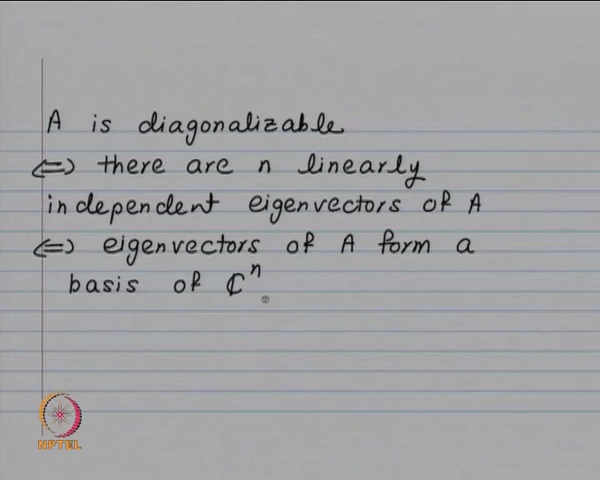 A is diagonalizable
⇔ there are n linearly
independent eigenvectors of A
⇔ eigenvectors of A form a
basis of ℂⁿ
NPTEL